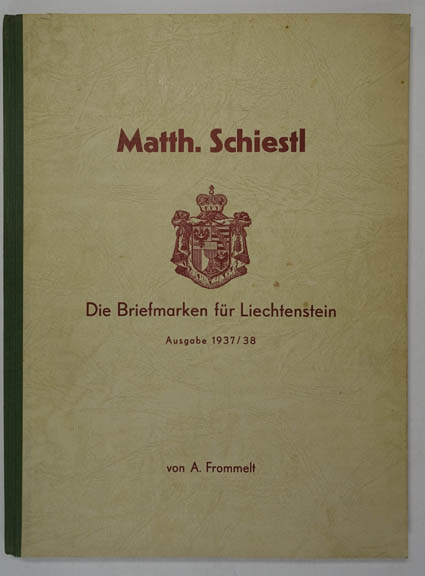 Matth. Schiestl
Die Briefmarken für Liechtenstein
Ausgabe 1937/38
von A. Frommelt